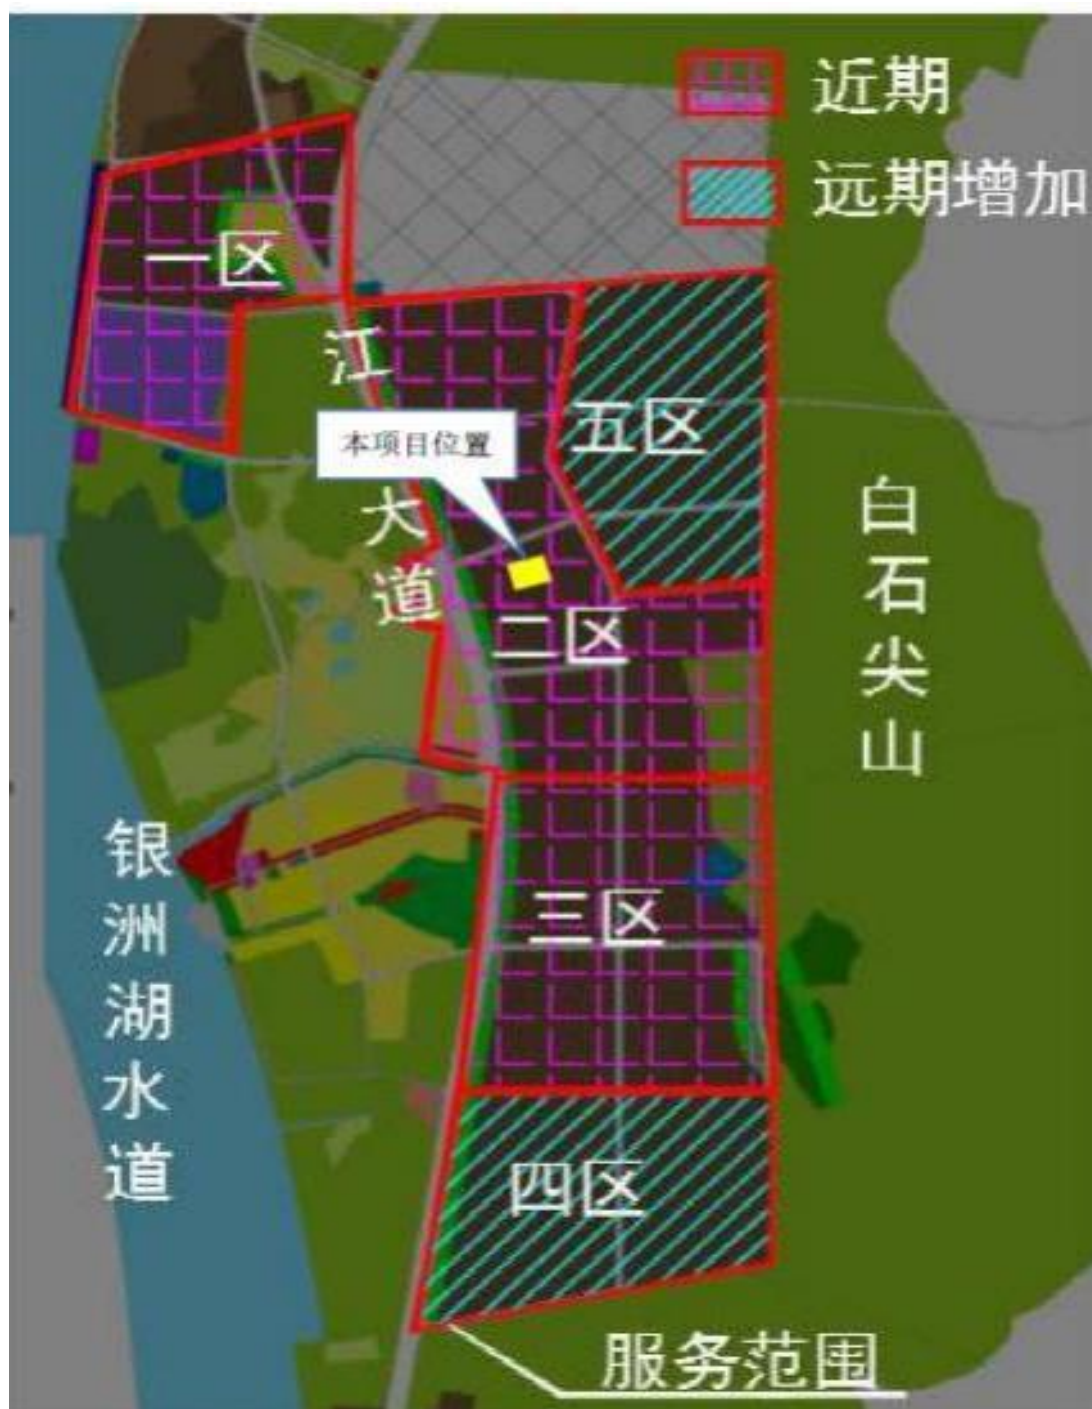 近期
远期增加
一区
江大道
五区
本项目位置
白石尖山
二区
银洲湖水道
三区
四区
服务范围